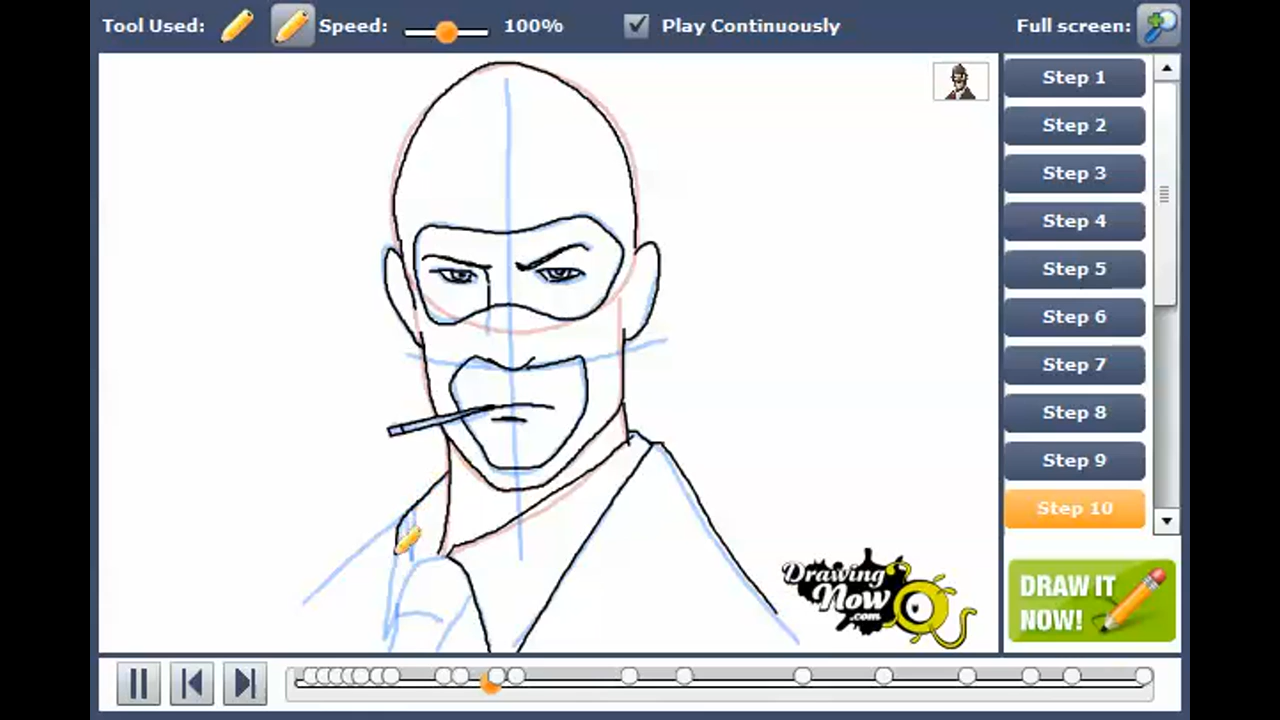 Tool Used:
Speed:
100%
Play Continuously
Full screen:
Step 1
Step 2
Step 3
Step 4
Step 5
Step 6
Step 7
Step 8
Step 9
Step 10
Drawing
Now
.com
DRAW IT
NOW!